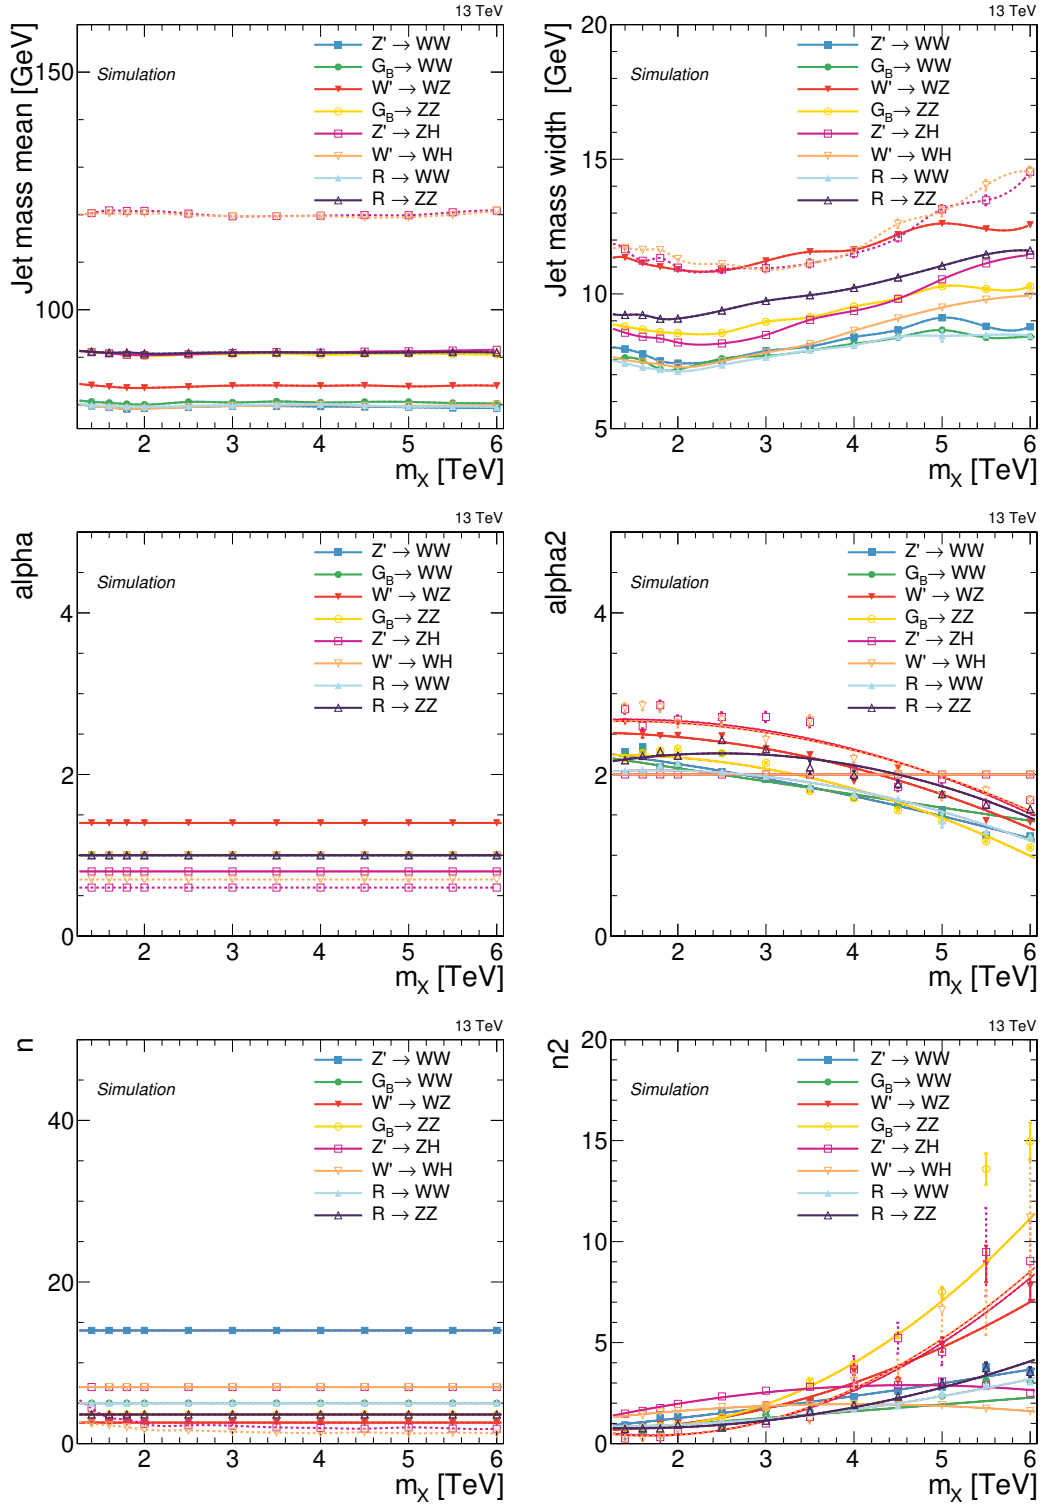 13 TeV
Jet mass mean [GeV]
Simulation
Z' → WW
G_B → WW
W' → WZ
G_B → ZZ
Z' → ZH
W' → WH
R → WW
R → ZZ
150
100
2 3 4 5 6
m_X [TeV]
13 TeV
Jet mass width [GeV]
Simulation
Z' → WW
G_B → WW
W' → WZ
G_B → ZZ
Z' → ZH
W' → WH
R → WW
R → ZZ
20
15
10
5
2 3 4 5 6
m_X [TeV]
13 TeV
alpha
Simulation
Z' → WW
G_B → WW
W' → WZ
G_B → ZZ
Z' → ZH
W' → WH
R → WW
R → ZZ
4
2
0
2 3 4 5 6
m_X [TeV]
13 TeV
alpha2
Simulation
Z' → WW
G_B → WW
W' → WZ
G_B → ZZ
Z' → ZH
W' → WH
R → WW
R → ZZ
4
2
0
2 3 4 5 6
m_X [TeV]
13 TeV
n
Simulation
Z' → WW
G_B → WW
W' → WZ
G_B → ZZ
Z' → ZH
W' → WH
R → WW
R → ZZ
40
20
0
2 3 4 5 6
m_X [TeV]
13 TeV
n2
Simulation
Z' → WW
G_B → WW
W' → WZ
G_B → ZZ
Z' → ZH
W' → WH
R → WW
R → ZZ
20
15
10
5
0
2 3 4 5 6
m_X [TeV]